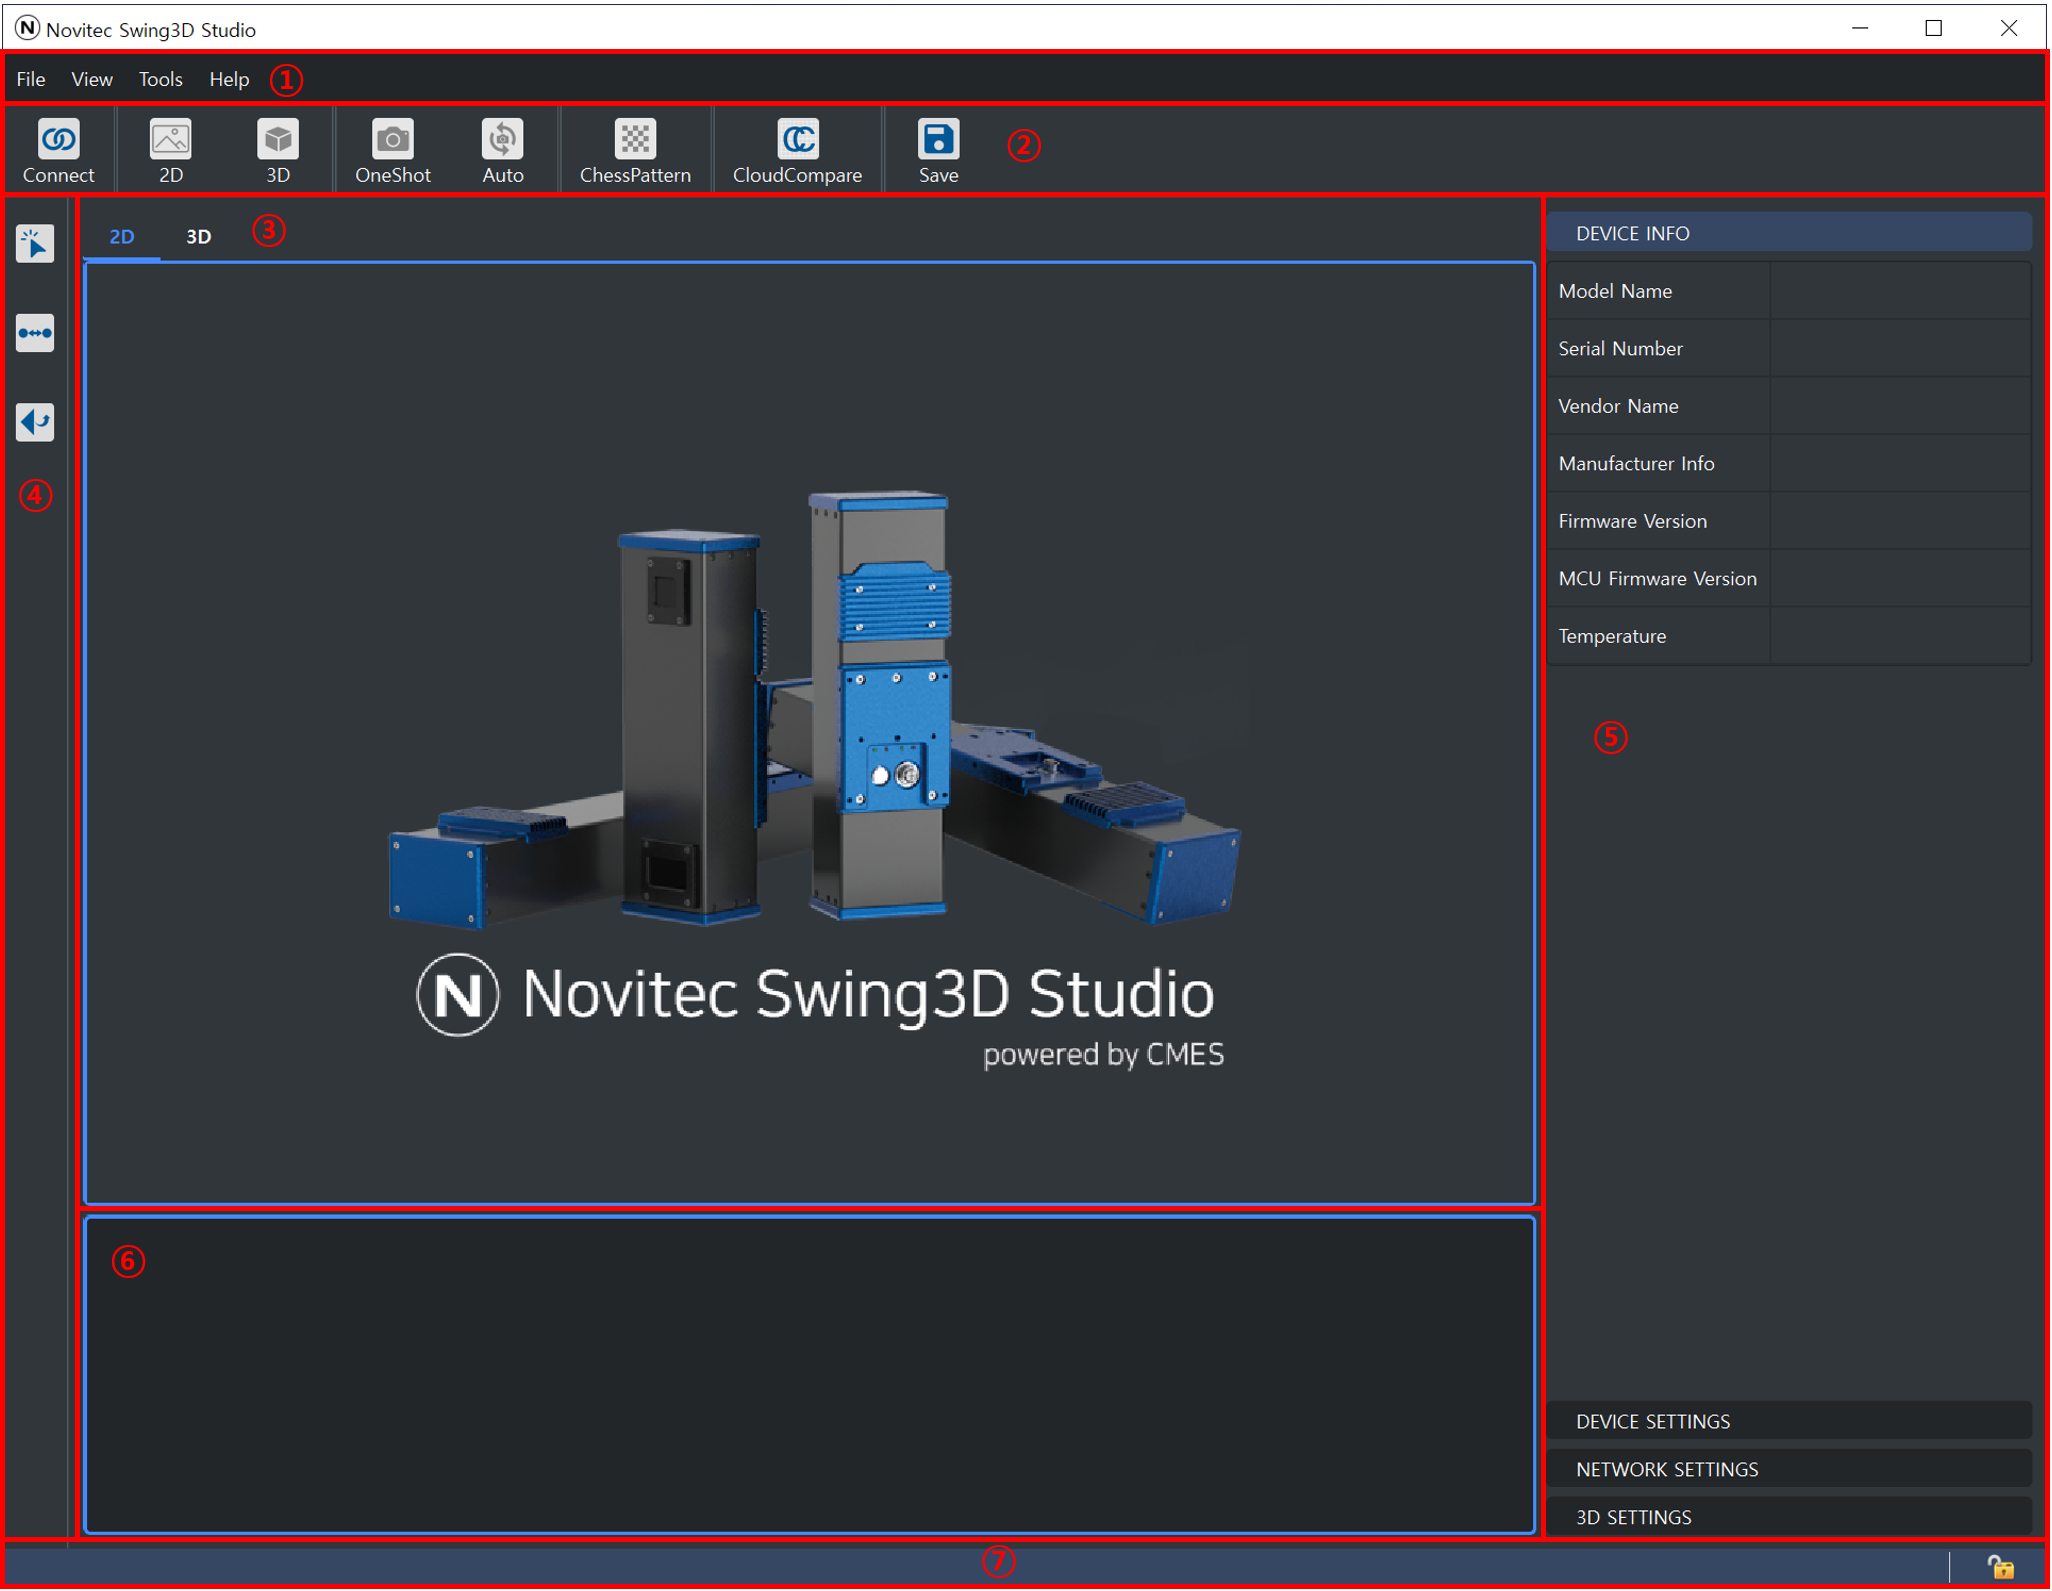 Novitec Swing3D Studio
File View Tools Help ①
Connect 2D 3D OneShot Auto ChessPattern CloudCompare Save ②
2D 3D ③
④
N Novitec Swing3D Studio
powered by CMES
DEVICE INFO
Model Name
Serial Number
Vendor Name
Manufacturer Info
Firmware Version
MCU Firmware Version
Temperature
⑤
DEVICE SETTINGS
NETWORK SETTINGS
3D SETTINGS
⑥
⑦